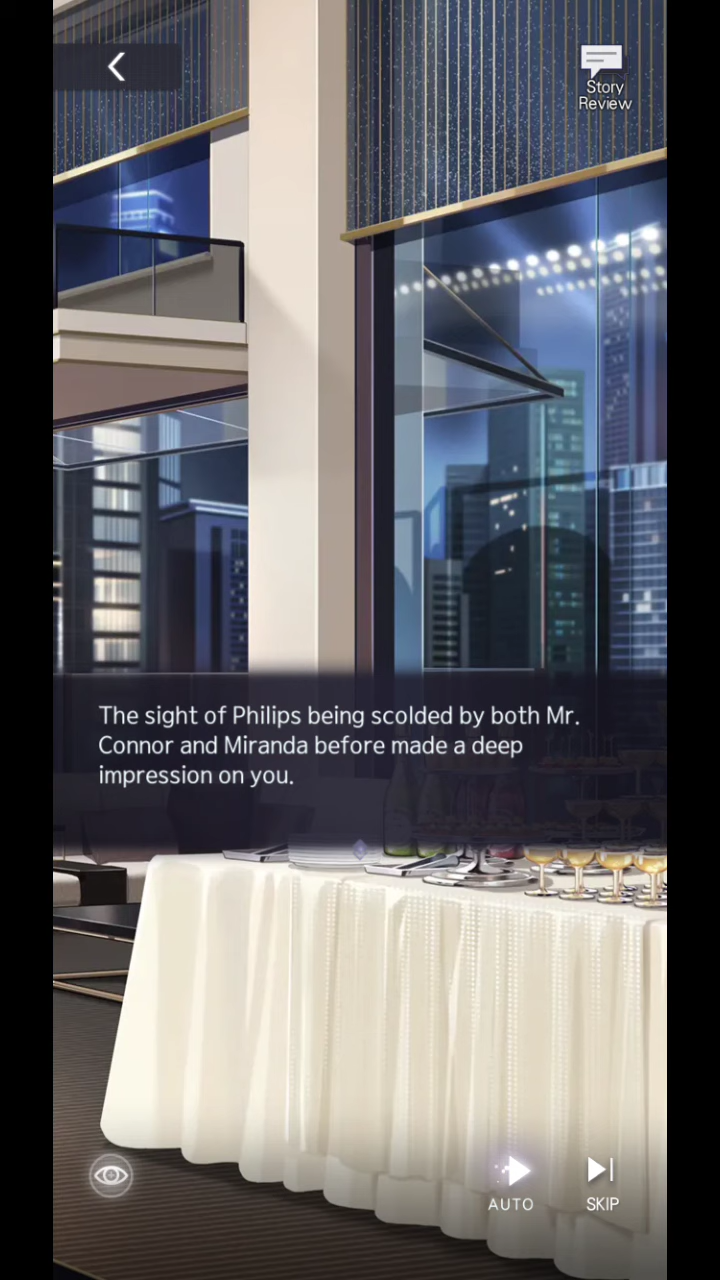 Story
Review
The sight of Philips being scolded by both Mr.
Connor and Miranda before made a deep
impression on you.
AUTO
SKIP